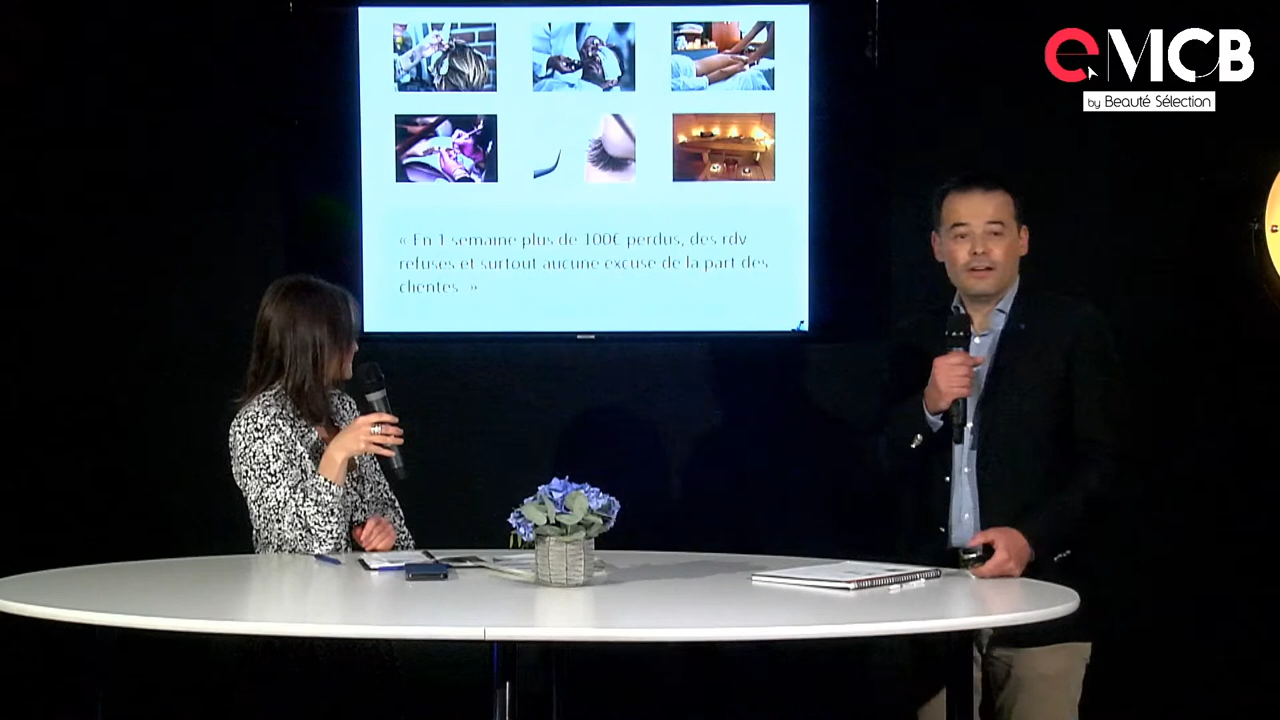 eMCB
by Beauté Sélection
« En 1 semaine plus de 100€ perdus, des rdv
refusés et surtout aucune excuse de la part des
clientes. »